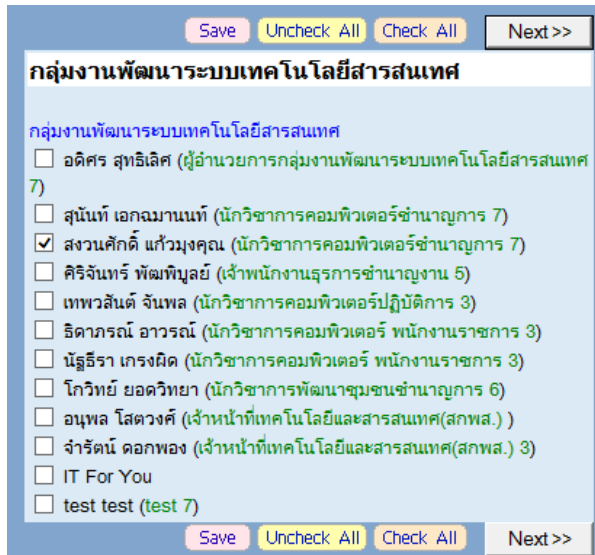 Save Uncheck All Check All Next >>
กลุ่มงานพัฒนาระบบเทคโนโลยีสารสนเทศ
กลุ่มงานพัฒนาระบบเทคโนโลยีสารสนเทศ
อดิศร สุทธิเลิศ (ผู้อำนวยการกลุ่มงานพัฒนาระบบเทคโนโลยีสารสนเทศ
7)
สุนันท์ เอกฉมานนท์ (นักวิชาการคอมพิวเตอร์ชำนาญการ 7)
สงวนศักดิ์ แก้วมุงคุณ (นักวิชาการคอมพิวเตอร์ชำนาญการ 7)
ศิริจันทร์ พัฒพิบูลย์ (เจ้าพนักงานธุรการชำนาญงาน 5)
เทพวสันต์ จันพล (นักวิชาการคอมพิวเตอร์ปฏิบัติการ 3)
ธิดาภรณ์ อาวรณ์ (นักวิชาการคอมพิวเตอร์ พนักงานราชการ 3)
นัฐธีรา เกรงผิด (นักวิชาการคอมพิวเตอร์ พนักงานราชการ 3)
โกวิทย์ ยอดวิทยา (นักวิชาการพัฒนาชุมชนชำนาญการ 6)
อนุพล โสตวงศ์ (เจ้าหน้าที่เทคโนโลยีและสารสนเทศ(สกพส.) )
จำรัตน์ ดอกพอง (เจ้าหน้าที่เทคโนโลยีและสารสนเทศ(สกพส.) 3)
IT For You
test test (test 7)
Save Uncheck All Check All Next >>